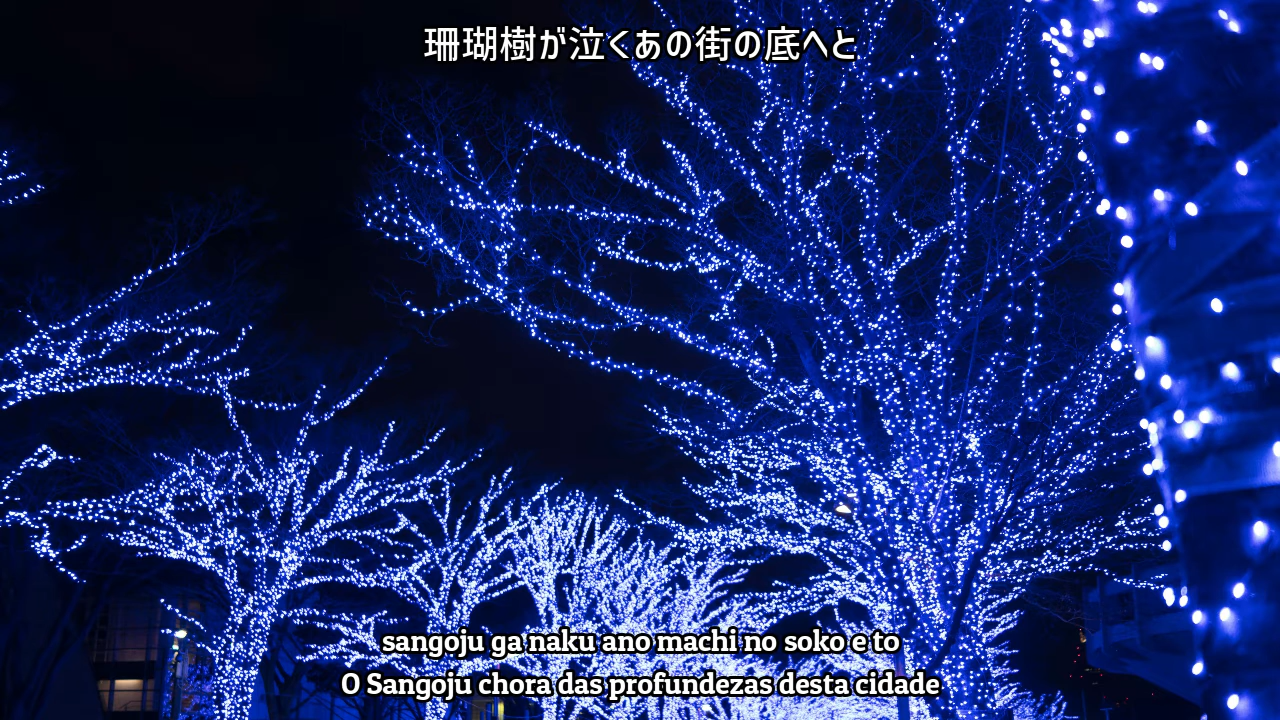 珊瑚樹が泣くあの街の底へと
sangoju ga naku ano machi no soko e to
O Sangoju chora das profundezas desta cidade